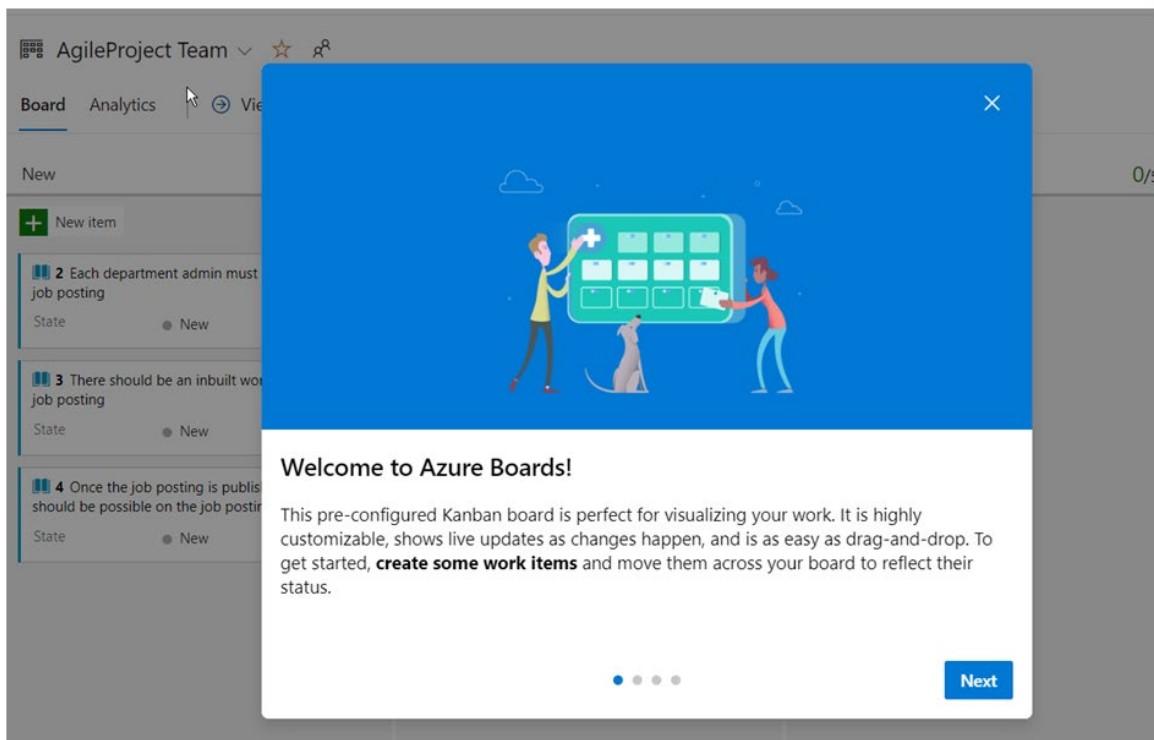 AgileProject Team
Board Analytics
New
New item
2 Each department admin must
job posting
State New
3 There should be an inbuilt
job posting
State New
4 Once the job posting is
should be possible on the job
State New
Welcome to Azure Boards!
This pre-configured Kanban board is perfect for visualizing your work. It is highly
customizable, shows live updates as changes happen, and is as easy as drag-and-drop. To
get started, create some work items and move them across your board to reflect their
status.
Next